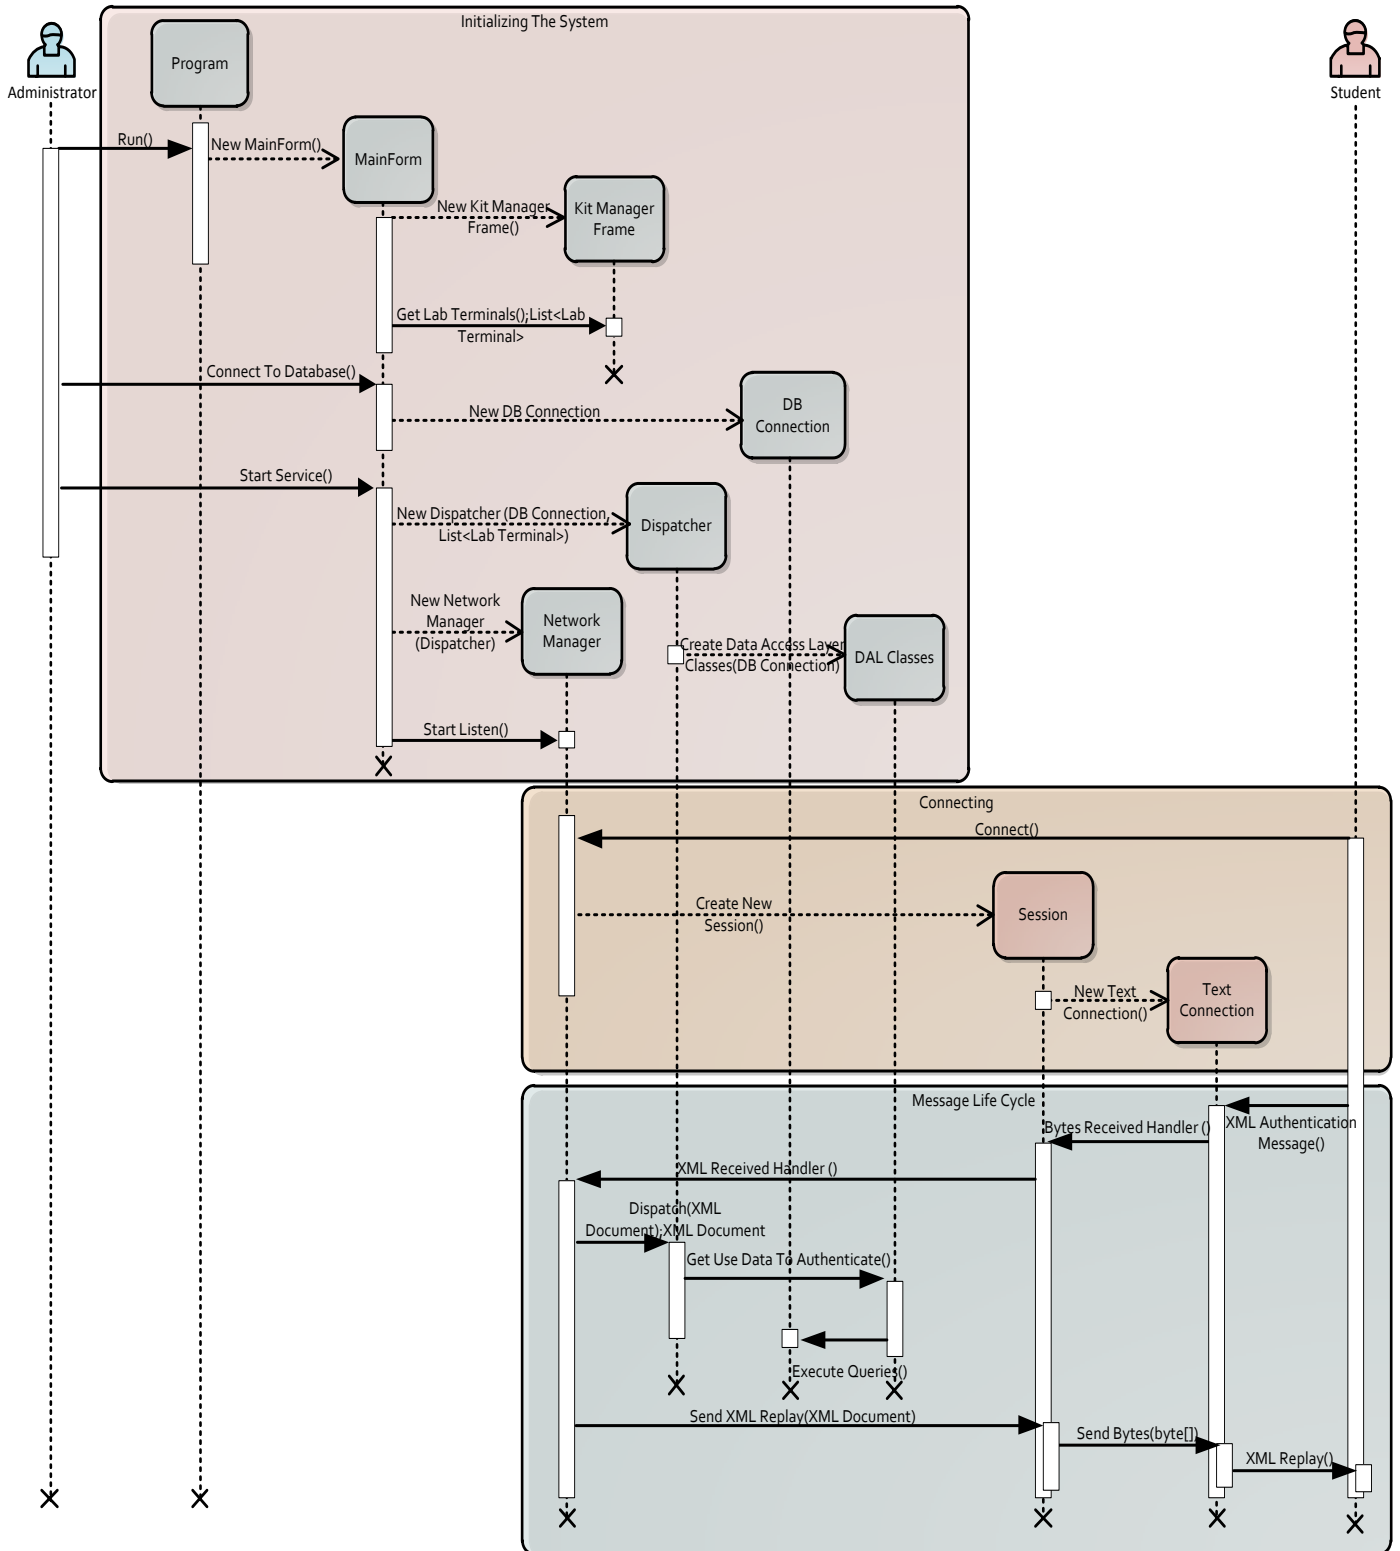 Initializing The System
Administrator
Program
Student
Run()
New MainForm()
MainForm
New Kit Manager
Frame()
Kit Manager
Frame
Get Lab Terminals();List<Lab
Terminal>
Connect To Database()
New DB Connection
DB
Connection
Start Service()
New Dispatcher (DB Connection,
List<Lab Terminal>)
Dispatcher
New Network
Manager
(Dispatcher)
Network
Manager
Create Data Access Layer
Classes(DB Connection)
DAL Classes
Start Listen()
Connecting
Connect()
Create New
Session()
Session
New Text
Connection()
Text
Connection
Message Life Cycle
XML Authentication
Message()
Bytes Received Handler ()
XML Received Handler ()
Dispatch(XML
Document);XML Document
Get Use Data To Authenticate()
Execute Queries()
Send XML Replay(XML Document)
Send Bytes(byte[])
XML Replay()